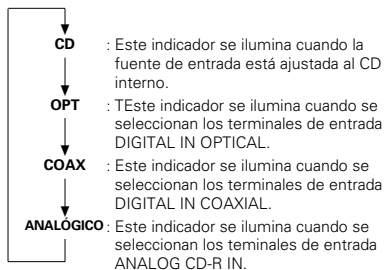 CD : Este indicador se ilumina cuando la
fuente de entrada está ajustada al CD
interno.
OPT : TEste indicador se ilumina cuando se
seleccionan los terminales de entrada
DIGITAL IN OPTICAL.
COAX : Este indicador se ilumina cuando se
seleccionan los terminales de entrada
DIGITAL IN COAXIAL.
ANALÓGICO : Este indicador se ilumina cuando se
seleccionan los teminales de entrada
ANALOG CD-R IN.